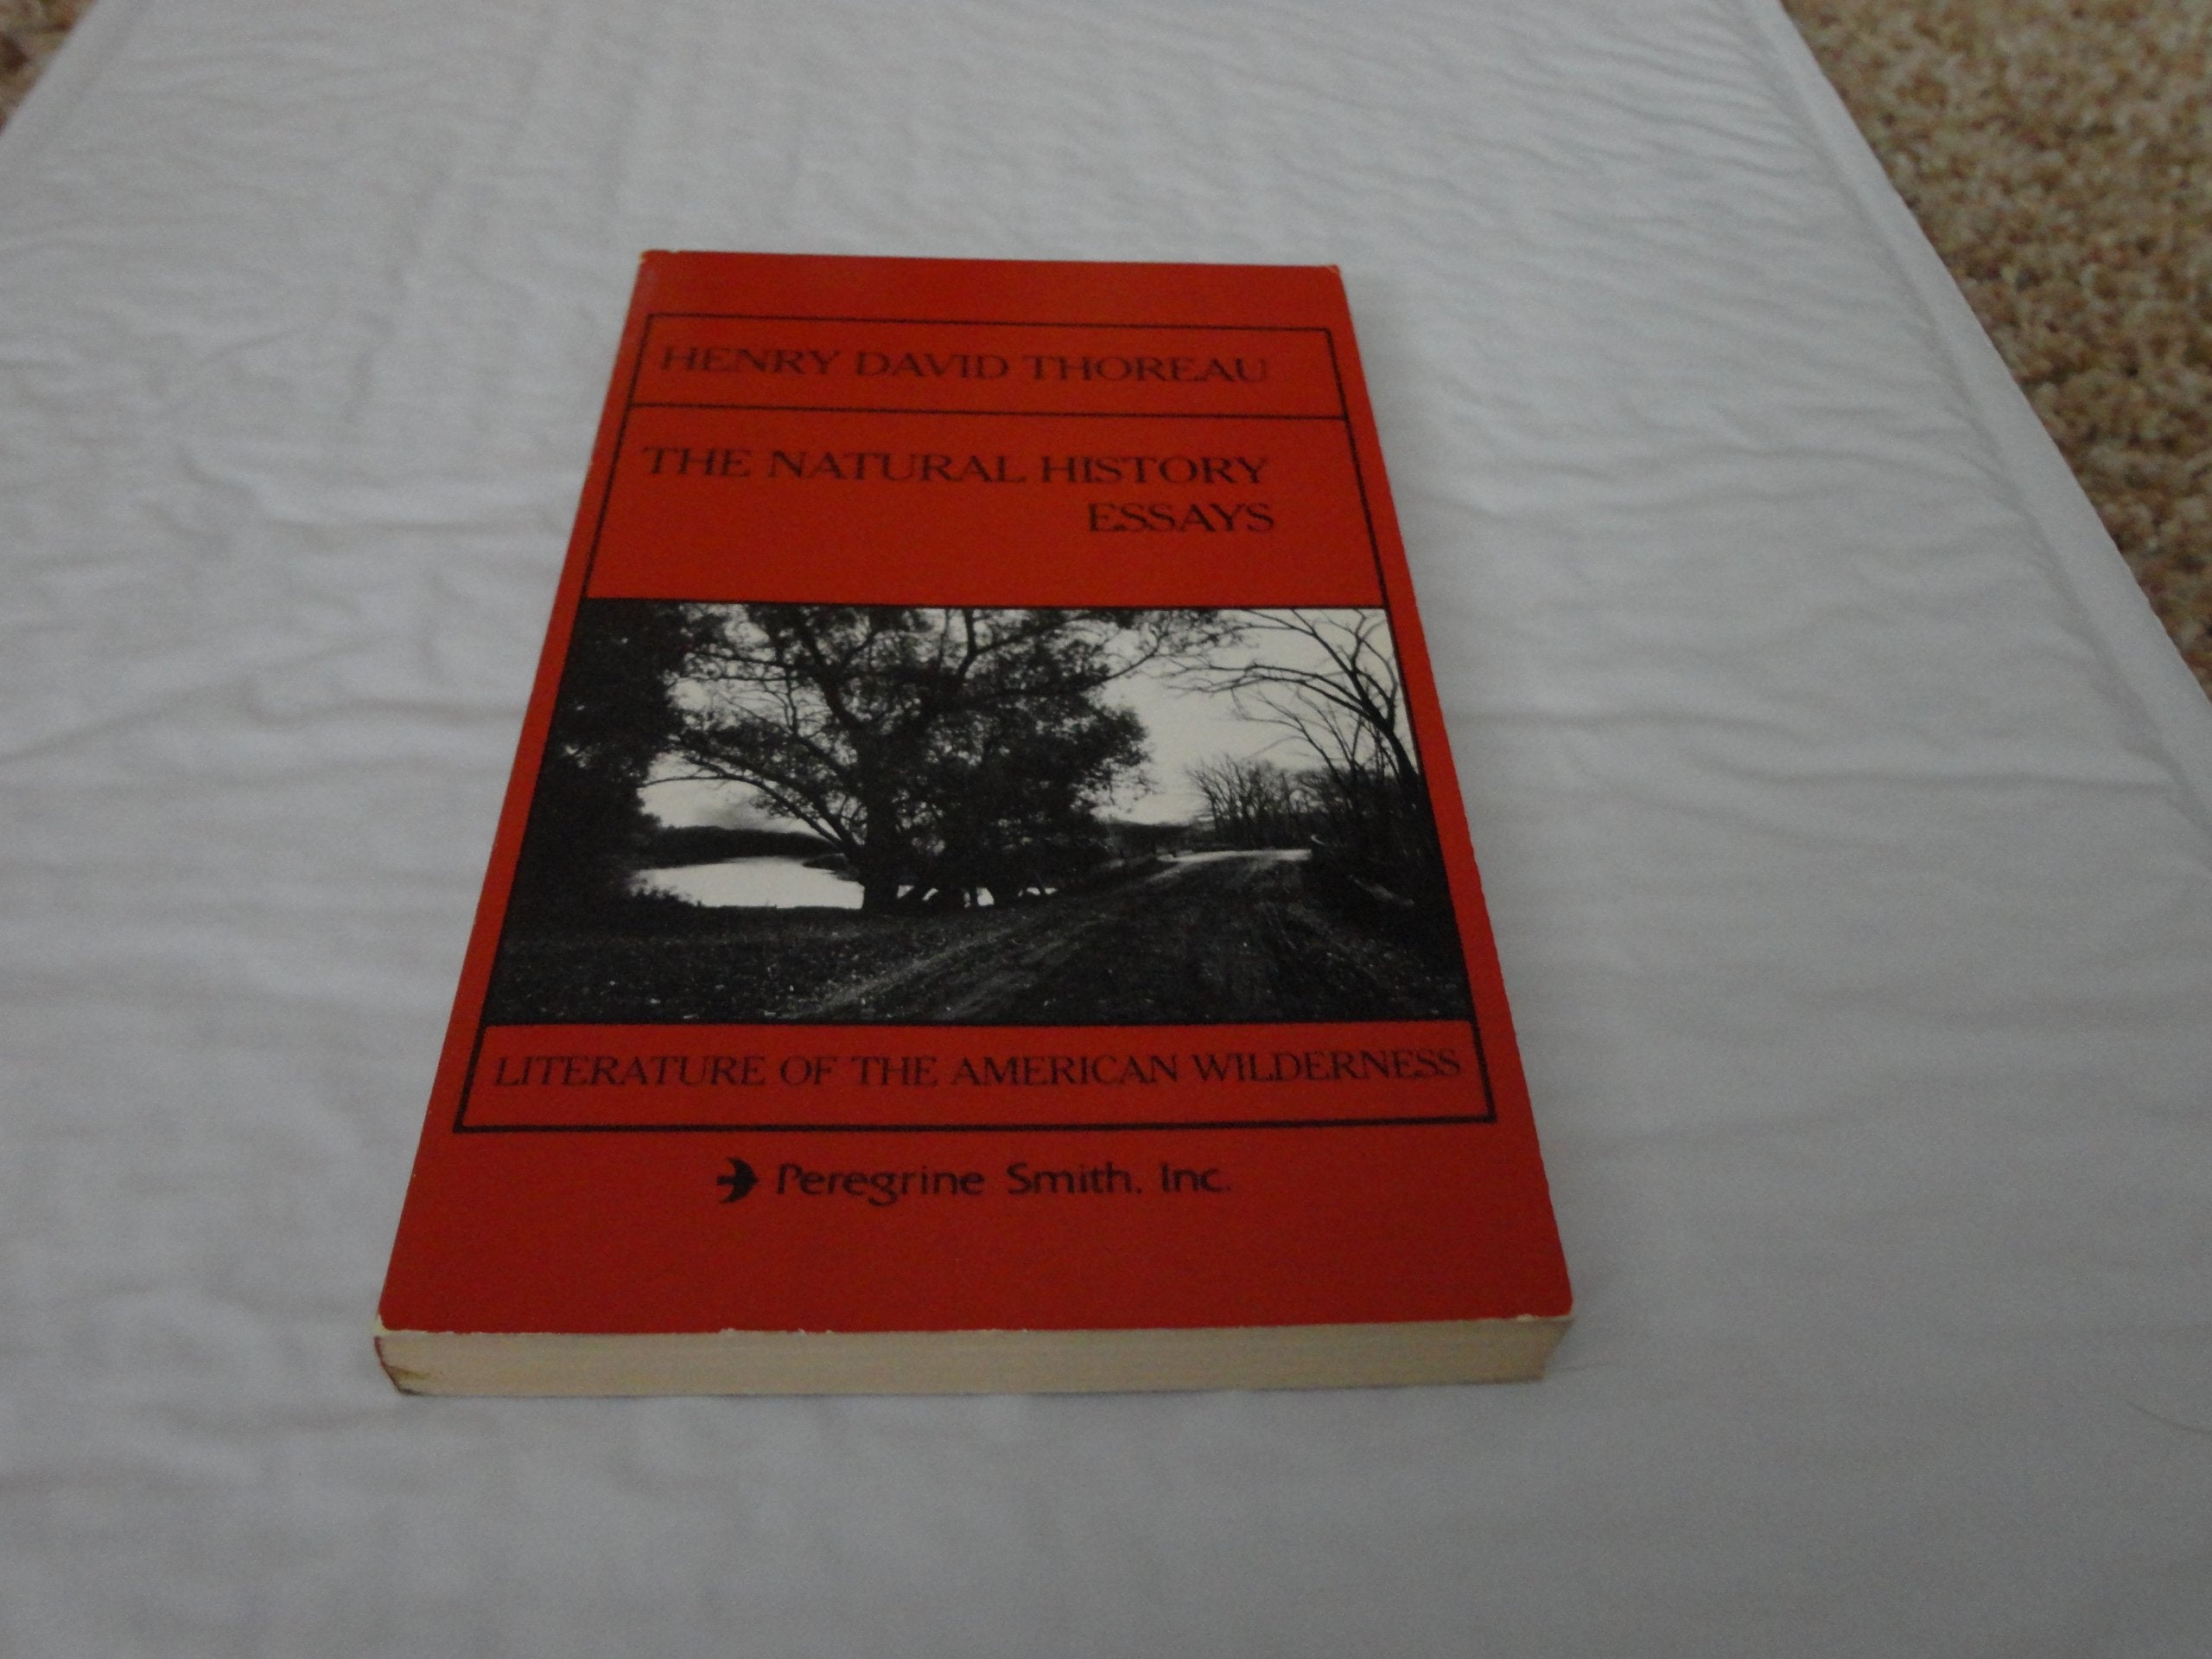 HENRY DAVID THOREAU
THE NATURAL HISTORY
ESSAYS
LITERATURE OF THE AMERICAN WILDERNESS
Peregrine Smith, Inc.